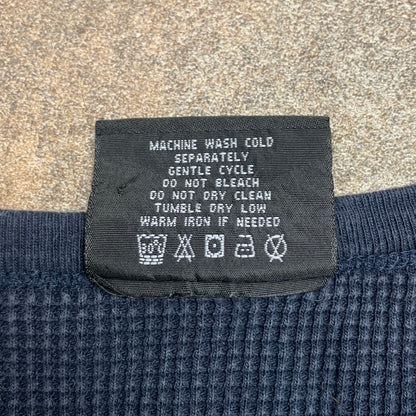 MACHINE WASH COLD
SEPARATELY
GENTLE CYCLE
DO NOT BLEACH
DO NOT DRY CLEAN
TUMBLE DRY LOW
WARM IRON IF NEEDED
30°